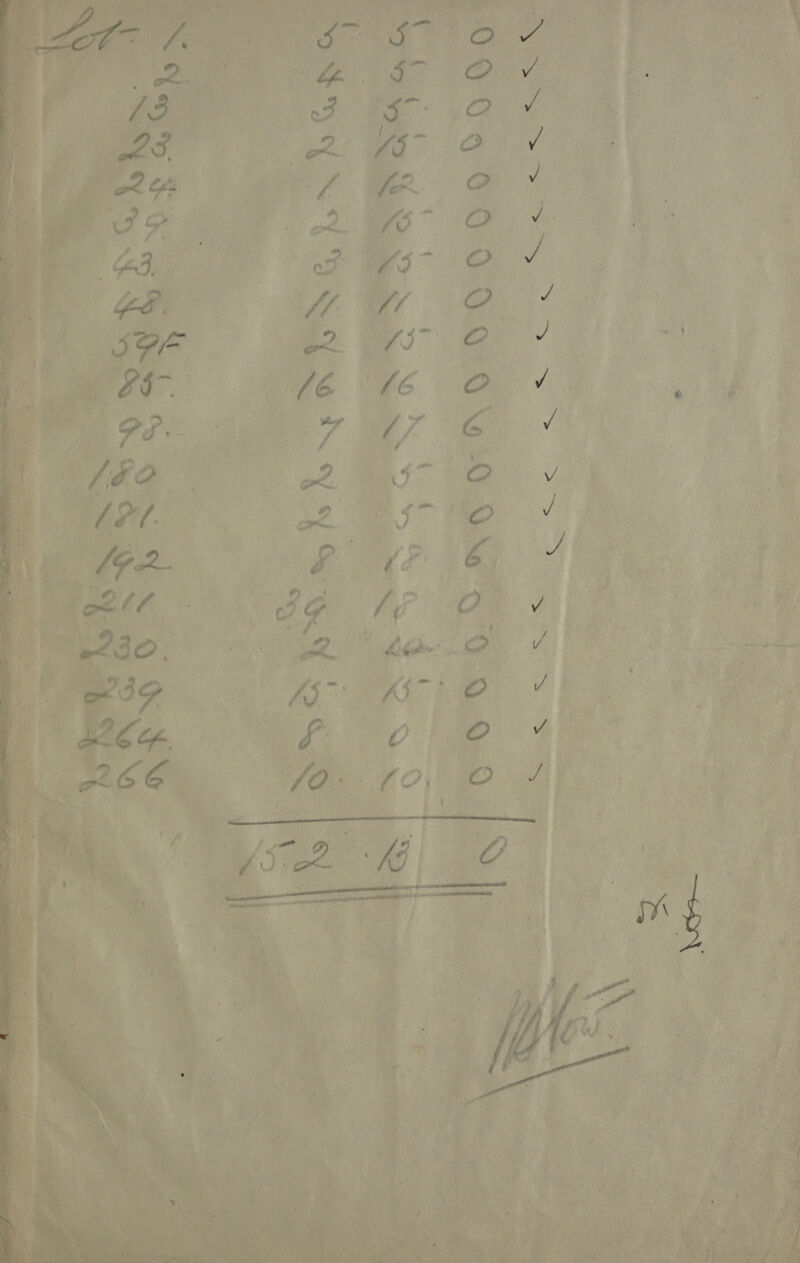 Lot 1. 5 5 0 ✓
2. 4 5 0 ✓
13 3 5 0 ✓
23. 2 15 0 ✓
24 1 12 0 ✓
39 2 15 0 ✓
43. 3 15 0 ✓
48. 11 11 0 ✓
59F 2 15 0 ✓
85. 16 16 0 ✓
98. 7 17 6 ✓
180 2 5 0 ✓
181. 2 5 0 ✓
192 8 18 6 ✓
211 39 18 0 ✓
230. 2 10 0 ✓
239 15 15 0 ✓
264. 8 0 0 ✓
266 10. 10. 0 ✓
152 13 0